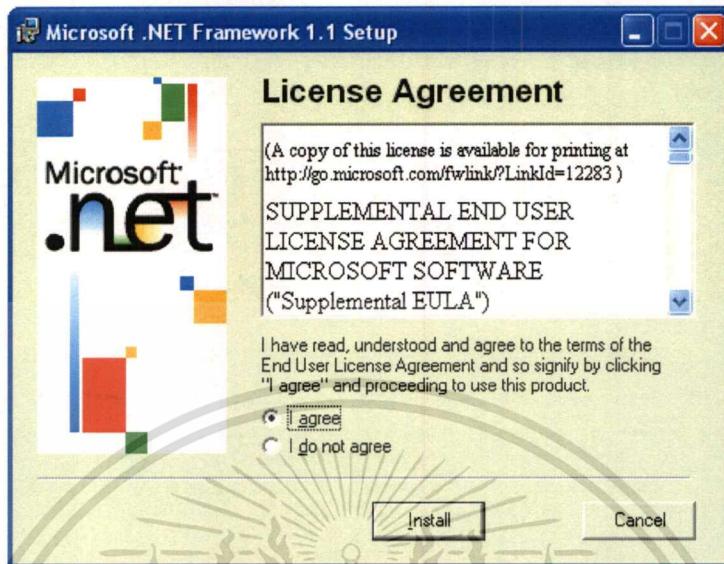 Microsoft .NET Framework 1.1 Setup
License Agreement
(A copy of this license is available for printing at
http://go.microsoft.com/fwlink/?LinkId=12283 )
SUPPLEMENTAL END USER
LICENSE AGREEMENT FOR
MICROSOFT SOFTWARE
("Supplemental EULA")
Microsoft
.net
I have read, understood and agree to the terms of the
End User License Agreement and so signify by clicking
"I agree" and proceeding to use this product.
I agree
I do not agree
Install
Cancel